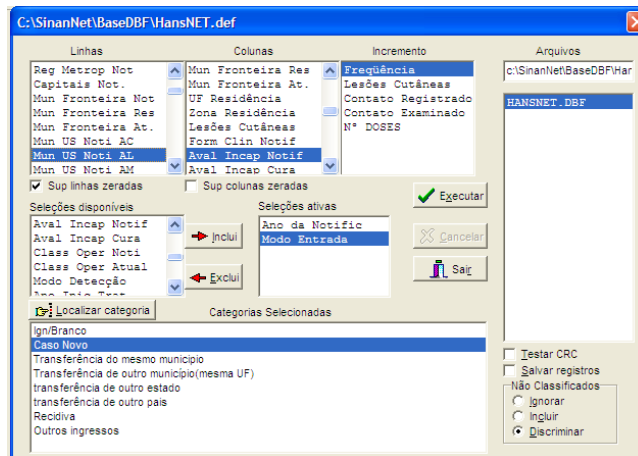 C:\SinanNet\BaseDBF\HansNET.def
Linhas
Colunas
Incremento
Arquivos
Reg Metrop Not
Capitais Not.
Mun Fronteira Not
Mun Fronteira Res
Mun Fronteira At.
Mun US Noti AC
Mun US Noti AL
Mun US Noti AM
Mun Fronteira Res
Mun Fronteira At.
UF Residência
Zona Residência
Lesões Cutâneas
Form Clin Notif
Aval Incap Notif
Aval Incap Cura
Freqüência
Lesões Cutâneas
Contato Registrado
Contato Examinado
N° DOSES
c:\SinanNet\BaseDBF\Har
HANSNET.DBF
Sup linhas zeradas
Sup colunas zeradas
Executar
Seleções disponíveis
Seleções ativas
Aval Incap Notif
Aval Incap Cura
Class Oper Noti
Class Oper Atual
Modo Detecção
Ano Inic Trat
Inclui
Exclui
Ano da Notific
Modo Entrada
Cancelar
Sair
Localizar categoria
Categorias Selecionadas
Ign/Branco
Caso Novo
Transferência do mesmo municipio
Transferência de outro município(mesma UF)
transferência de outro estado
transferência de outro pais
Recidiva
Outros ingressos
Testar CRC
Salvar registros
Não Classificados
Ignorar
Incluir
Discriminar